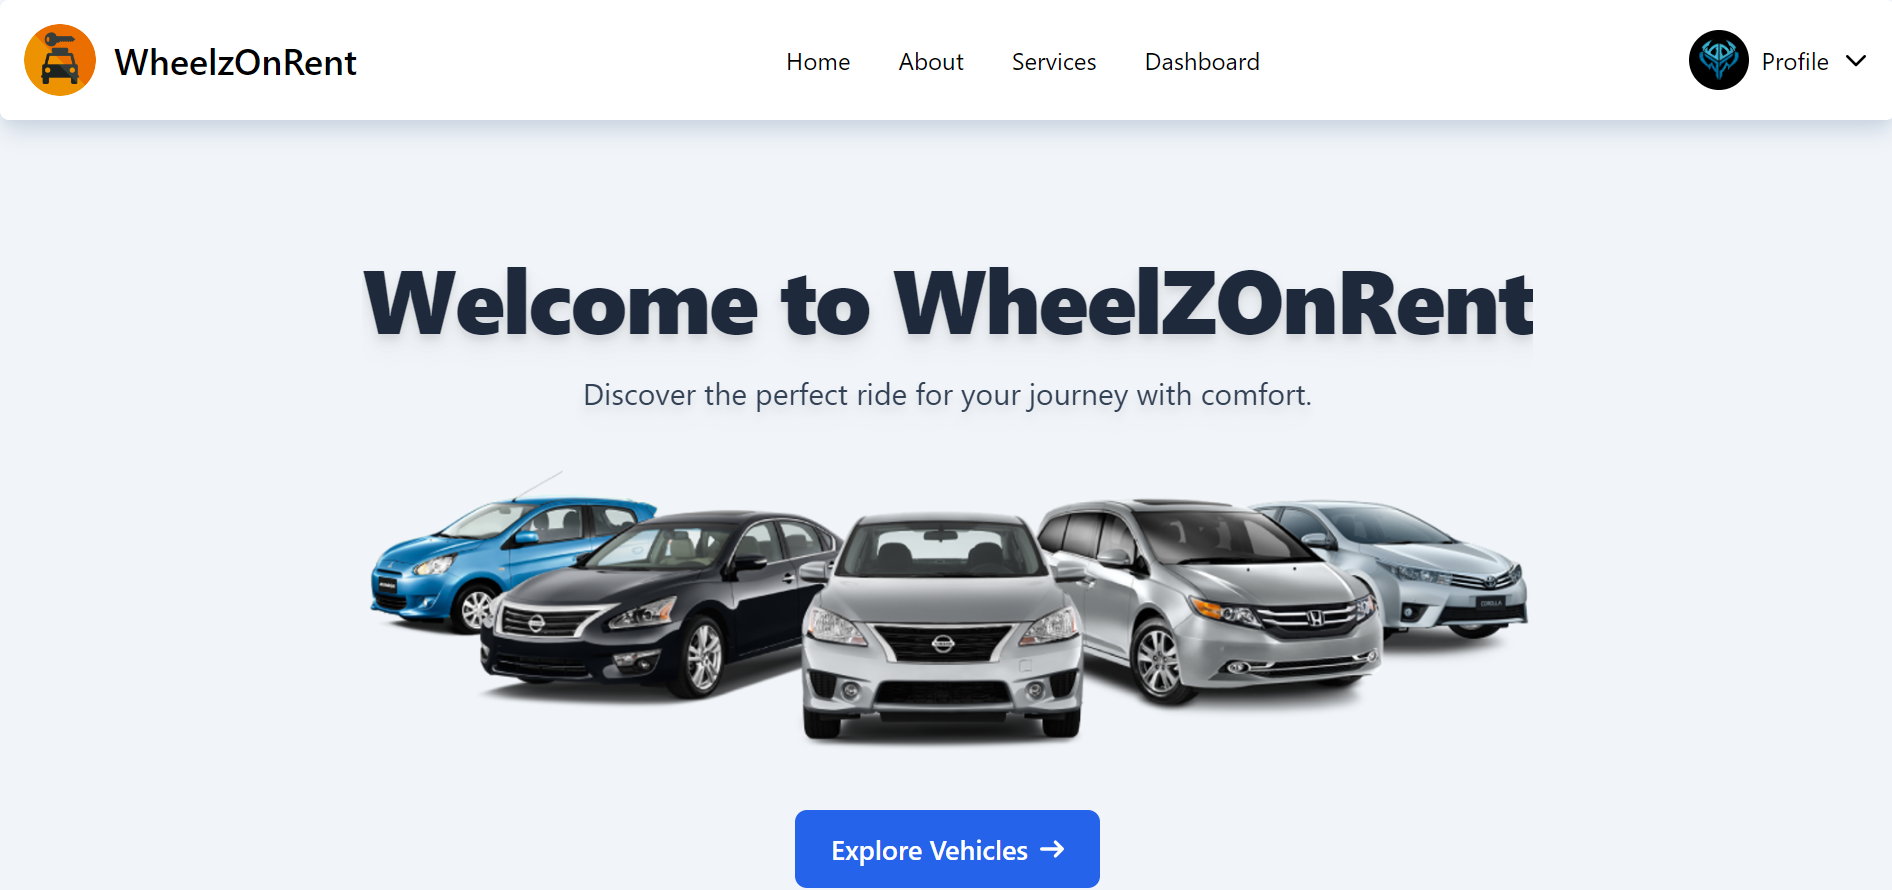 WheelzOnRent
Home About Services Dashboard
Profile
Welcome to WheelZOnRent
Discover the perfect ride for your journey with comfort.
COROLLA
Explore Vehicles →